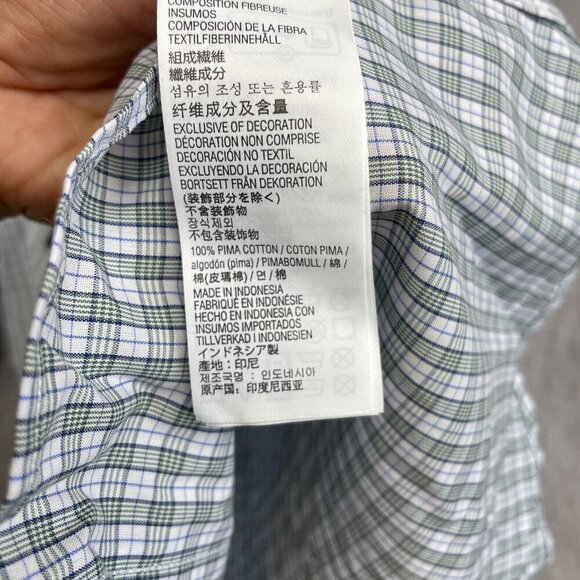 COMPOSITION FIBREUSE
INSUMOS
COMPOSICIÓN DE LA FIBRA
TEXTILFIBERINNEHÅLL
組成繊維
纖維成分
섬유의 조성 또는 혼용률
纤维成分及含量
EXCLUSIVE OF DECORATION
DÉCORATION NON COMPRISE
DECORACIÓN NO TEXTIL
EXCLUYENDO LA DECORACIÓN
BORTSETT FRÅN DEKORATION
(装飾部分を除く)
不含裝飾物
장식제외
不包含装饰物
100% PIMA COTTON / COTON PIMA /
algodón (pima) / PIMABOMULL / 綿 /
棉(皮瑪棉) / 면 / 棉
MADE IN INDONESIA
FABRIQUÉ EN INDONÉSIE
HECHO EN INDONESIA CON
INSUMOS IMPORTADOS
TILLVERKAD I INDONESIEN
インドネシア製
產地：印尼
제조국명 : 인도네시아
原产国：印度尼西亚